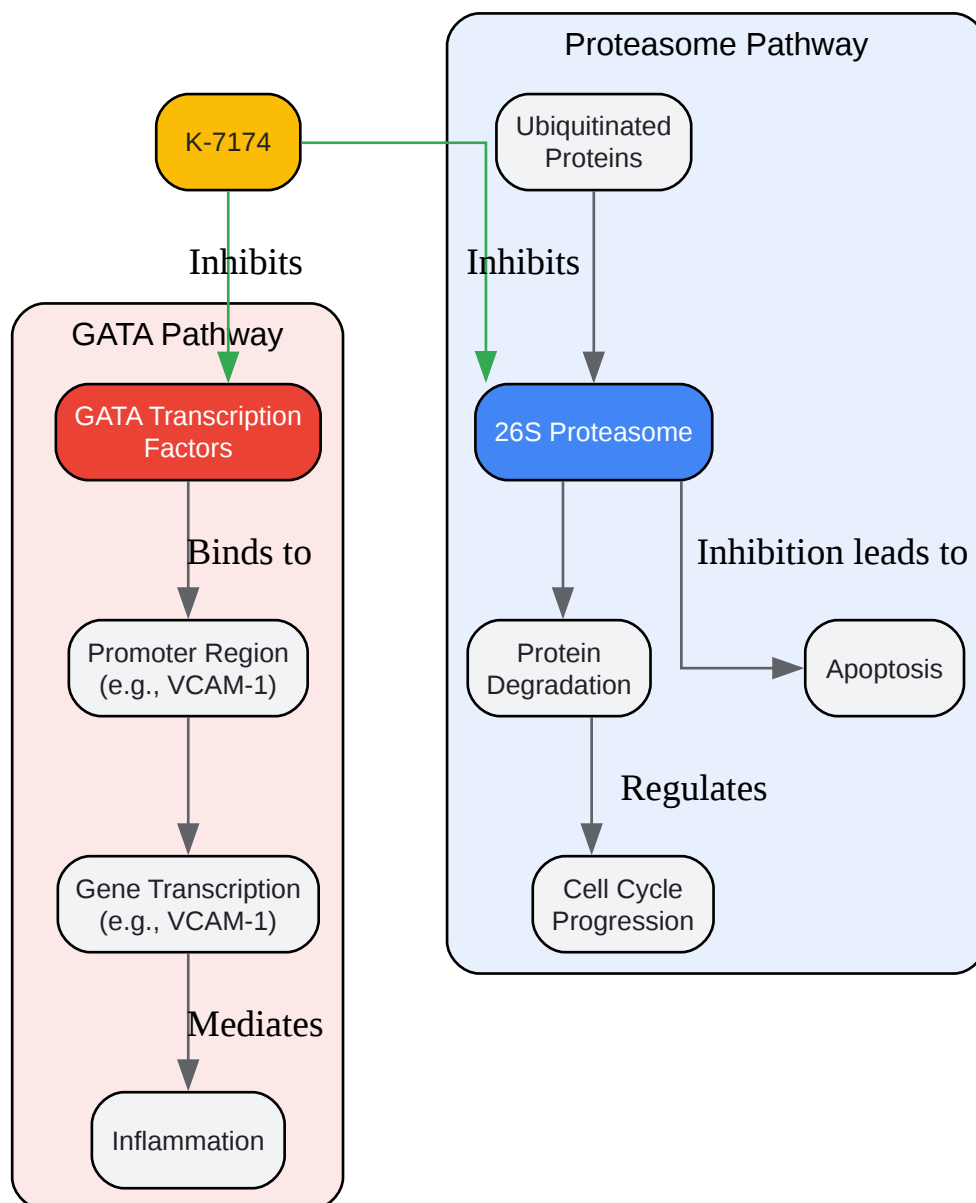 Proteasome Pathway
K-7174
Ubiquitinated
Proteins
Inhibits
Inhibits
GATA Pathway
GATA Transcription
Factors
26S Proteasome
Binds to
Inhibition leads to
Promoter Region
(e.g., VCAM-1)
Protein
Degradation
Apoptosis
Regulates
Gene Transcription
(e.g., VCAM-1)
Cell Cycle
Progression
Mediates
Inflammation